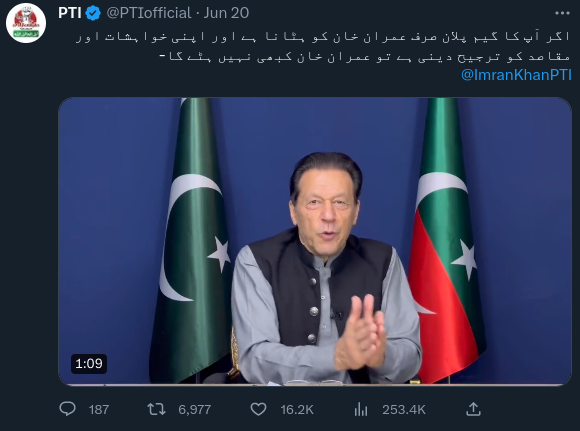 PTI @PTIofficial · Jun 20
اگر آپ کا گیم پلان صرف عمران خان کو ہٹانا ہے اور اپنی خواہشات اور
مقاصد کو ترجیح دینی ہے تو عمران خان کبھی نہیں ہٹے گا-
@ImranKhanPTI
1:09
187 6,977 16.2K 253.4K